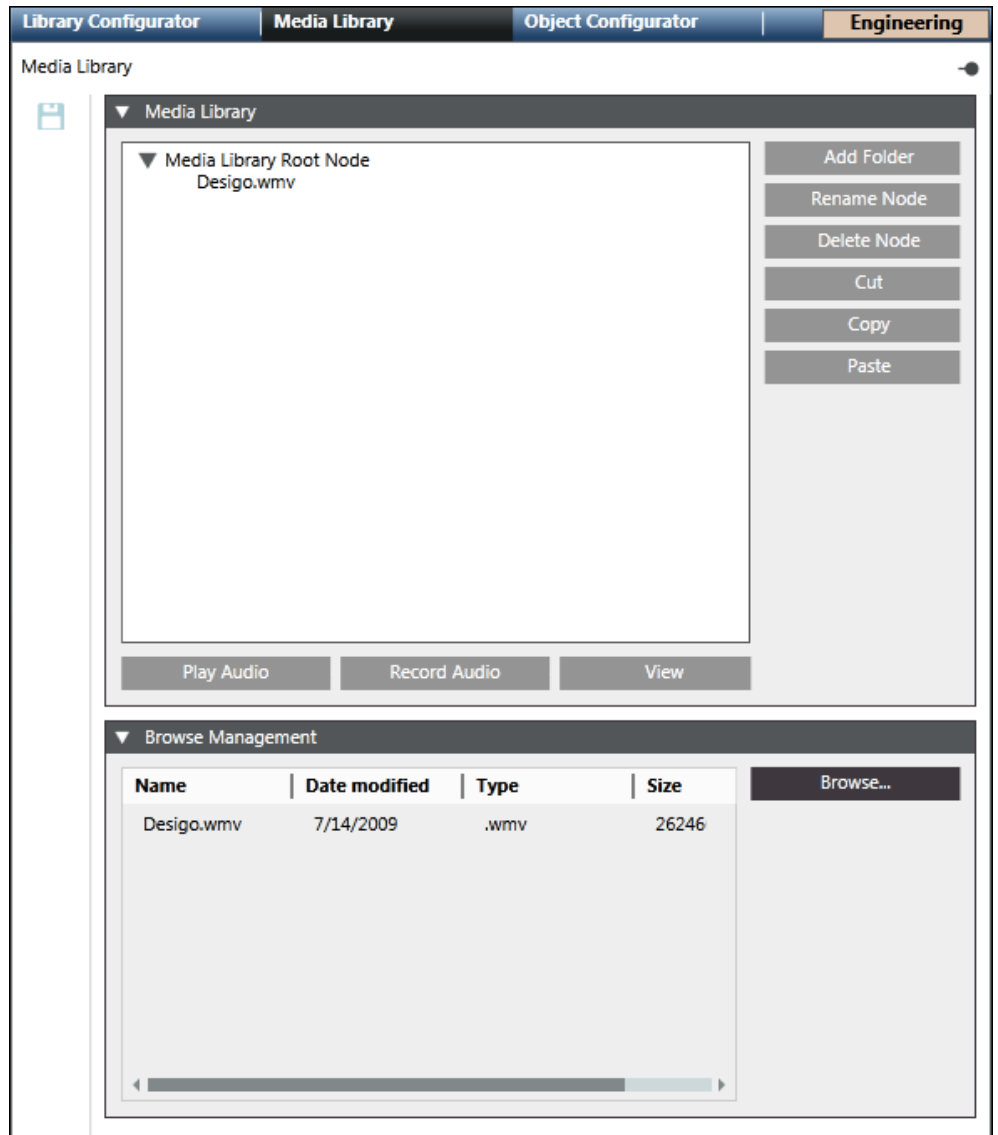 Library Configurator Media Library Object Configurator Engineering
Media Library
Media Library
Media Library Root Node
Desigo.wmv
Add Folder
Rename Node
Delete Node
Cut
Copy
Paste
Play Audio Record Audio View
Browse Management
Name Date modified Type Size
Desigo.wmv 7/14/2009 .wmv 26246
Browse...